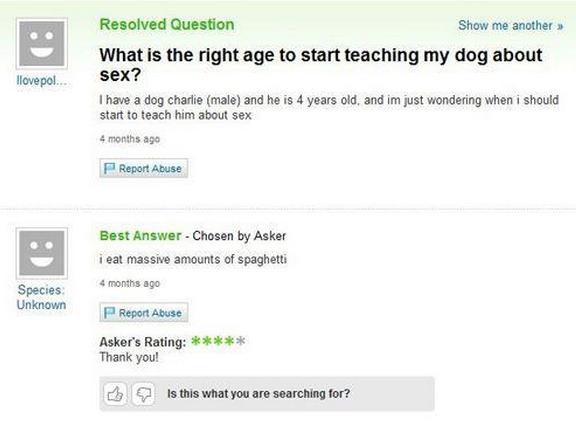 Resolved Question
Show me another »
Ilovepol...
What is the right age to start teaching my dog about
sex?
I have a dog charlie (male) and he is 4 years old, and im just wondering when i should
start to teach him about sex
4 months ago
Report Abuse
Best Answer - Chosen by Asker
i eat massive amounts of spaghetti
4 months ago
Species:
Unknown
Report Abuse
Asker's Rating: ★★★★★
Thank you!
Is this what you are searching for?